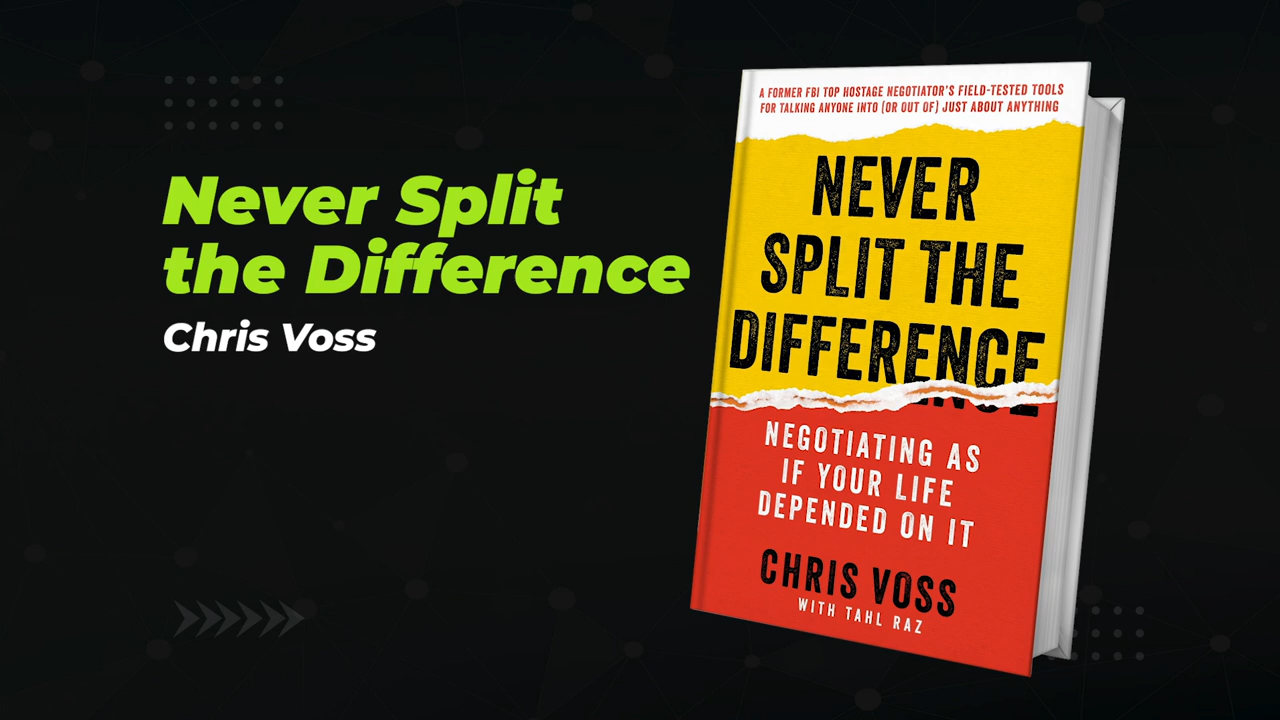 Never Split
the Difference
Chris Voss
A FORMER FBI TOP HOSTAGE NEGOTIATOR'S FIELD-TESTED TOOLS
FOR TALKING ANYONE INTO (OR OUT OF) JUST ABOUT ANYTHING
NEVER
SPLIT THE
DIFFERENCE
NEGOTIATING AS
IF YOUR LIFE
DEPENDED ON IT
CHRIS VOSS
WITH TAHL RAZ